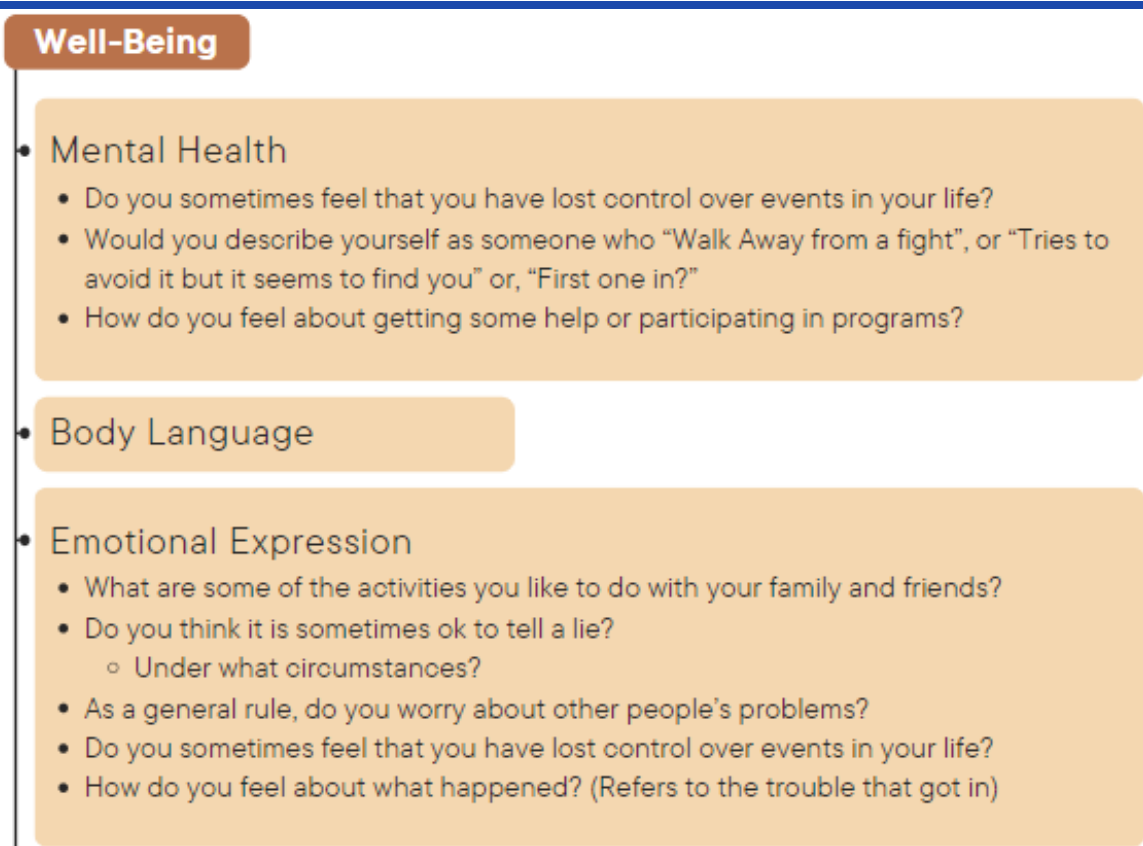 Well-Being
Mental Health
• Do you sometimes feel that you have lost control over events in your life?
• Would you describe yourself as someone who “Walk Away from a fight”, or “Tries to
avoid it but it seems to find you” or, “First one in?”
• How do you feel about getting some help or participating in programs?
Body Language
Emotional Expression
• What are some of the activities you like to do with your family and friends?
• Do you think it is sometimes ok to tell a lie?
◦ Under what circumstances?
• As a general rule, do you worry about other people’s problems?
• Do you sometimes feel that you have lost control over events in your life?
• How do you feel about what happened? (Refers to the trouble that got in)